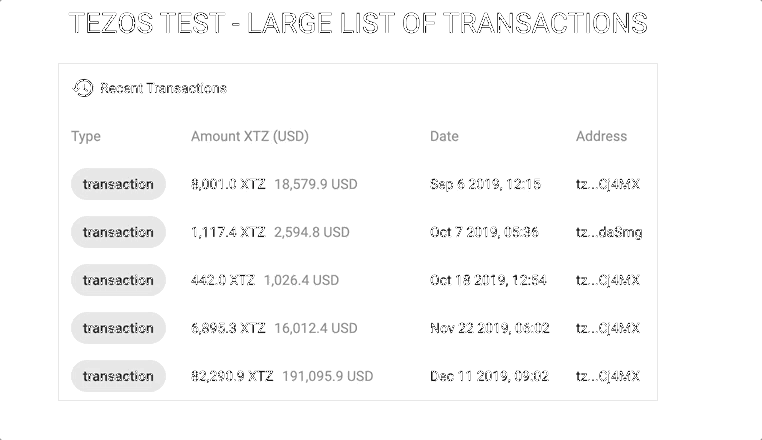 TEZOS TEST - LARGE LIST OF TRANSACTIONS
Recent Transactions
Type Amount XTZ (USD) Date Address
transaction 8,001.0 XTZ 18,579.9 USD Sep 6 2019, 12:15 tz...Cj4MX
transaction 1,117.4 XTZ 2,594.8 USD Oct 7 2019, 05:36 tz...daSmg
transaction 442.0 XTZ 1,026.4 USD Oct 18 2019, 12:54 tz...Cj4MX
transaction 6,895.3 XTZ 16,012.4 USD Nov 22 2019, 05:02 tz...Cj4MX
transaction 82,290.9 XTZ 191,095.9 USD Dec 11 2019, 09:02 tz...Cj4MX